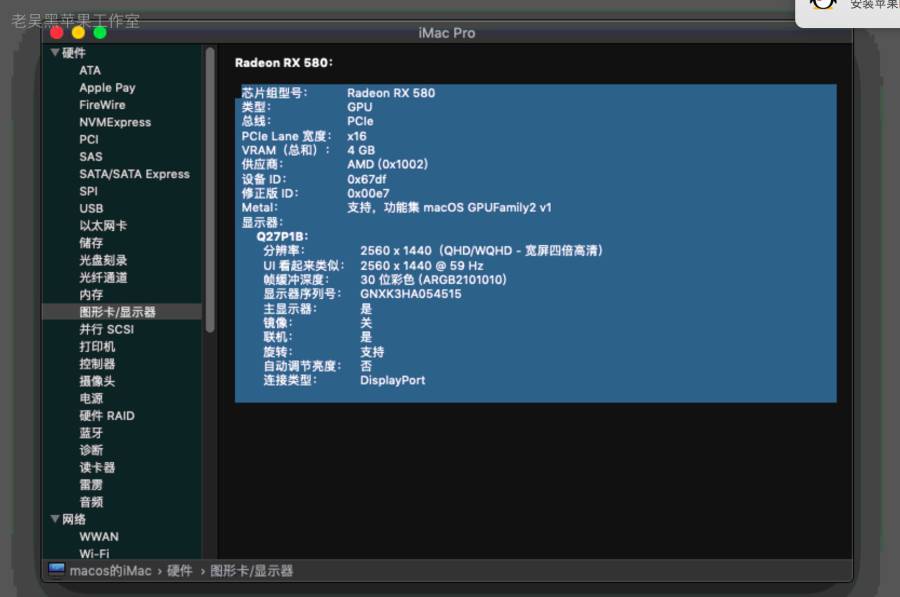 老吴黑苹果工作室
安装苹果
iMac Pro
硬件
ATA
Apple Pay
FireWire
NVMExpress
PCI
SAS
SATA/SATA Express
SPI
USB
以太网卡
储存
光盘刻录
光纤通道
内存
图形卡/显示器
并行 SCSI
打印机
控制器
摄像头
电源
硬件 RAID
蓝牙
诊断
读卡器
雷雳
音频
网络
WWAN
Wi-Fi
Radeon RX 580:
芯片组型号: Radeon RX 580
类型: GPU
总线: PCIe
PCIe Lane 宽度: x16
VRAM（总和）: 4 GB
供应商: AMD (0x1002)
设备 ID: 0x67df
修正版 ID: 0x00e7
Metal: 支持，功能集 macOS GPUFamily2 v1
显示器:
Q27P1B:
分辨率: 2560 x 1440（QHD/WQHD - 宽屏四倍高清）
UI 看起来类似: 2560 x 1440 @ 59 Hz
帧缓冲深度: 30 位彩色 (ARGB2101010)
显示器序列号: GNXK3HA054515
主显示器: 是
镜像: 关
联机: 是
旋转: 支持
自动调节亮度: 否
连接类型: DisplayPort
macos的iMac › 硬件 › 图形卡/显示器